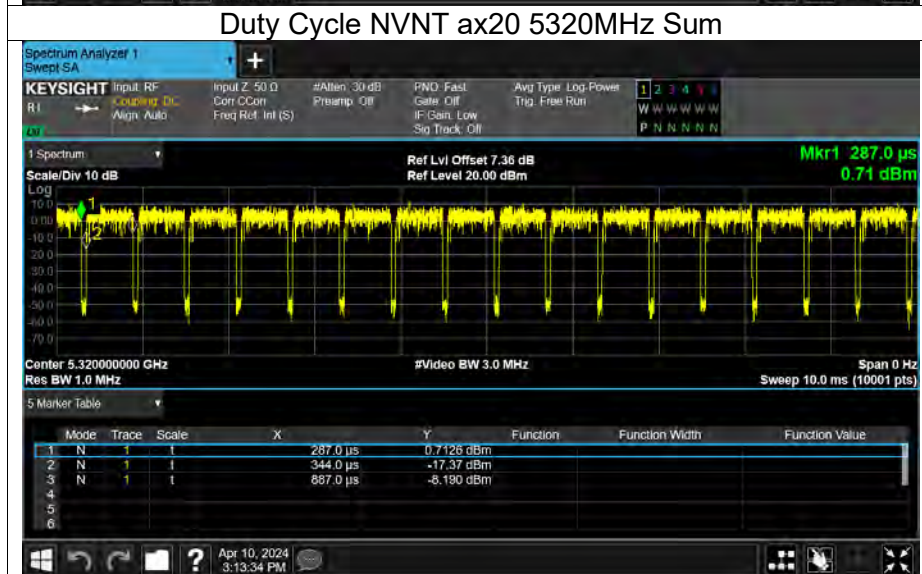 Duty Cycle NVNT ax20 5320MHz Sum
Spectrum Analyzer 1
Swept SA
+
KEYSIGHT Input: RF Input Z: 50 Ω #Atten: 30 dB PNO: Fast Avg Type: Log-Power 1 2 3 4 5 6
Coupling: DC Corr CCorr Preamp: Off Gate: Off Trig: Free Run W W W W W W
Align: Auto Freq Ref: Int (S) IF Gain: Low
Sig Track: Off P N N N N N
1 Spectrum
Ref Lvl Offset 7.36 dB Mkr1 287.0 µs
Scale/Div 10 dB Ref Level 20.00 dBm 0.71 dBm
Log
10.0
0.00
-10.0
-20.0
-30.0
-40.0
-50.0
-60.0
-70.0
1
2
Center 5.320000000 GHz #Video BW 3.0 MHz Span 0 Hz
Res BW 1.0 MHz Sweep 10.0 ms (10001 pts)
5 Marker Table
Mode Trace Scale X Y Function Function Width Function Value
1 N 1 t 287.0 µs 0.7126 dBm
2 N 1 t 344.0 µs -17.37 dBm
3 N 1 t 887.0 µs -8.190 dBm
4
5
6
? Apr 10, 2024
3:13:34 PM